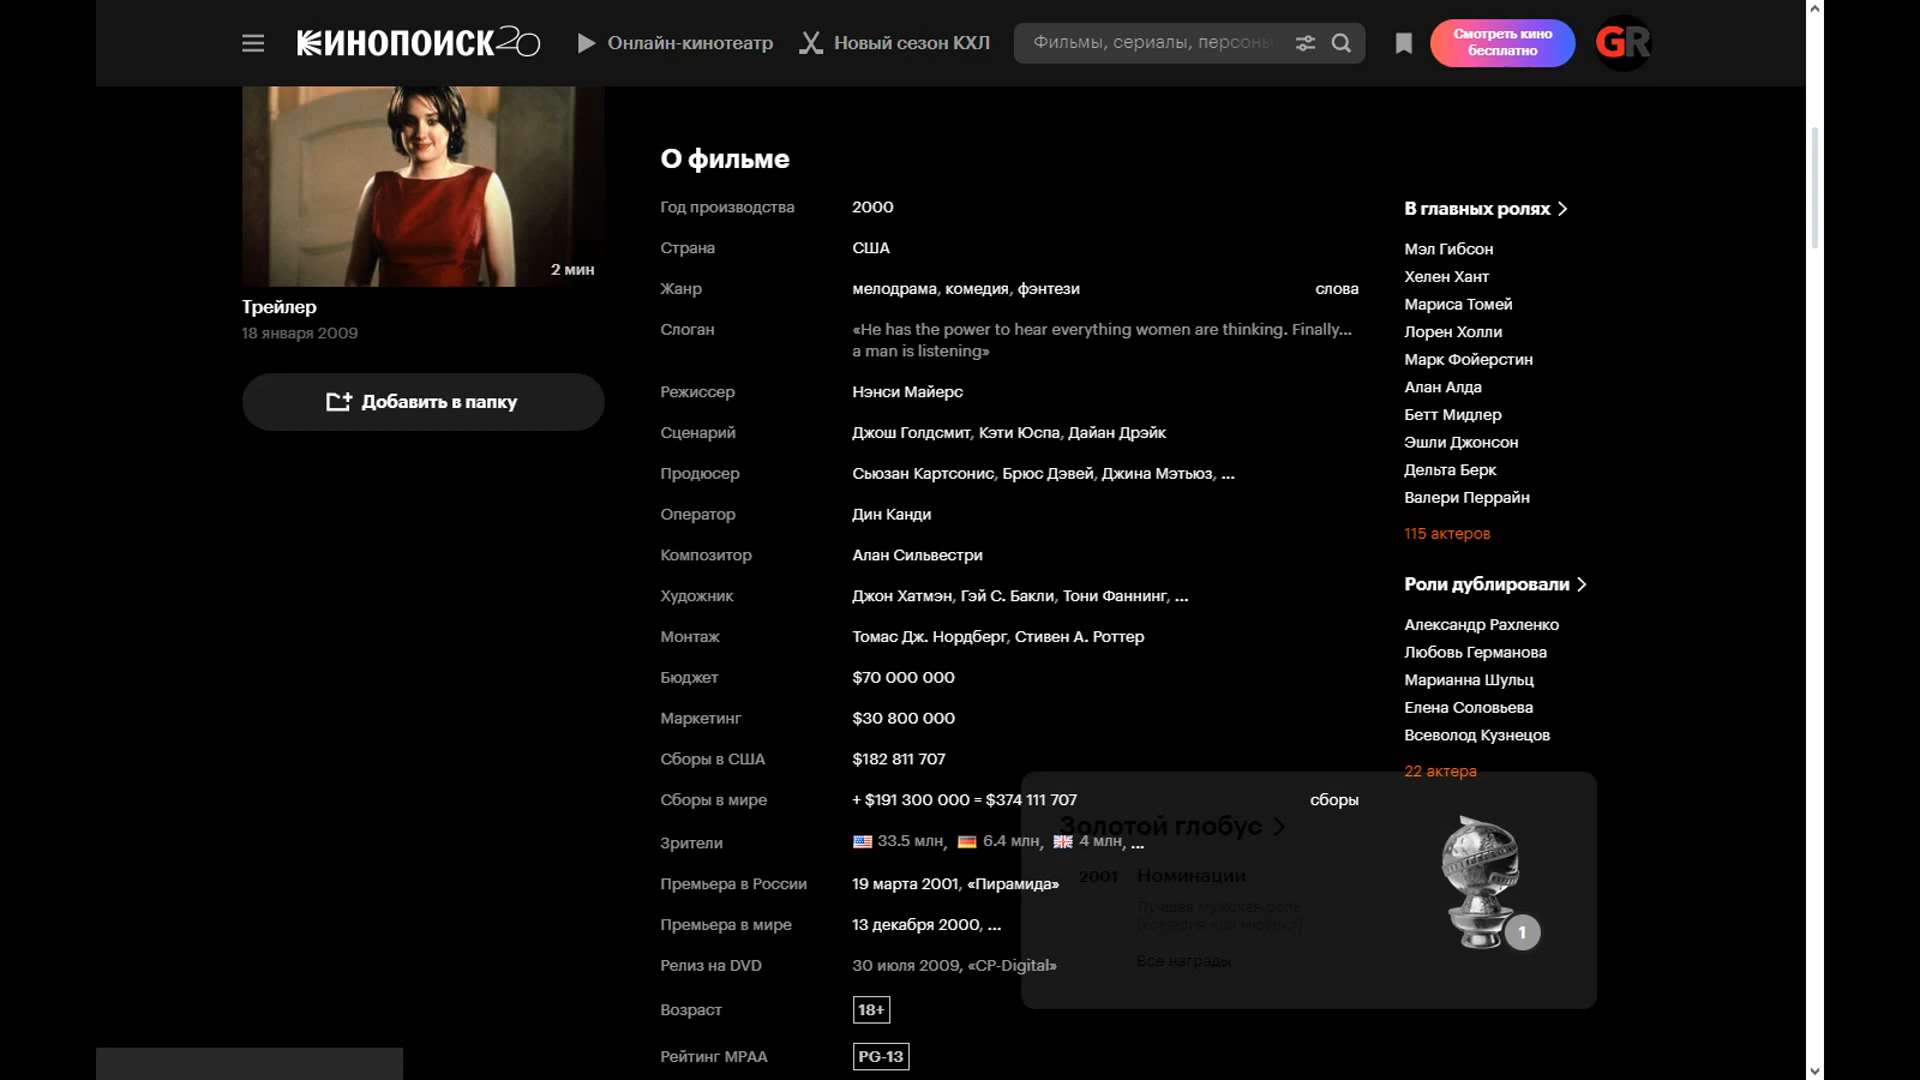 КИНОПОИСК 20
Онлайн-кинотеатр
Новый сезон КХЛ
Фильмы, сериалы, персоны
Смотреть кино
бесплатно
GR
2 мин
Трейлер
18 января 2009
Добавить в папку
О фильме
Год производства 2000
Страна США
Жанр мелодрама, комедия, фэнтези слова
Слоган «He has the power to hear everything women are thinking. Finally...
a man is listening»
Режиссер Нэнси Майерс
Сценарий Джош Голдсмит, Кэти Юспа, Дайан Дрэйк
Продюсер Сьюзан Картсонис, Брюс Дэвей, Джина Мэтьюз, ...
Оператор Дин Канди
Композитор Алан Сильвестри
Художник Джон Хатмэн, Гэй С. Бакли, Тони Фаннинг, ...
Монтаж Томас Дж. Нордберг, Стивен А. Роттер
Бюджет $70 000 000
Маркетинг $30 800 000
Сборы в США $182 811 707
Сборы в мире + $191 300 000 = $374 111 707 сборы
Зрители 33.5 млн, 6.4 млн, 4 млн, ...
Премьера в России 19 марта 2001, «Пирамида»
Премьера в мире 13 декабря 2000, ...
Релиз на DVD 30 июля 2009, «CP-Digital»
Возраст 18+
Рейтинг MPAA PG-13
В главных ролях
Мэл Гибсон
Хелен Хант
Мариса Томей
Лорен Холли
Марк Фойерстин
Алан Алда
Бетт Мидлер
Эшли Джонсон
Дельта Берк
Валери Перрайн
115 актеров
Роли дублировали
Александр Рахленко
Любовь Германова
Марианна Шульц
Елена Соловьева
Всеволод Кузнецов
22 актера
Золотой глобус
2001 Номинации
Лучшая мужская роль
(комедия или мюзикл)
Все награды
1